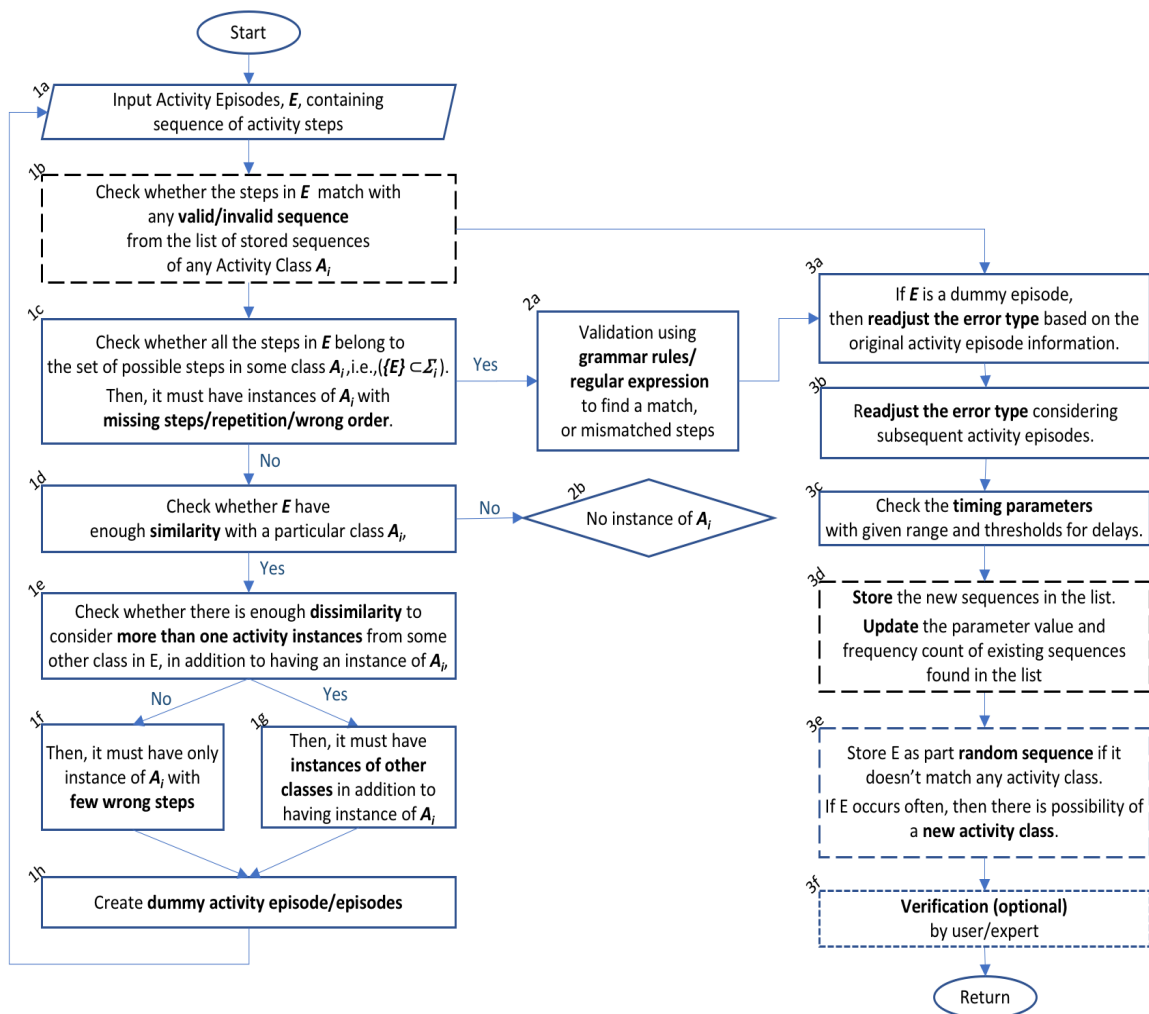 Start
1a
Input Activity Episodes, E, containing
sequence of activity steps
1b
Check whether the steps in E match with
any valid/invalid sequence
from the list of stored sequences
of any Activity Class Ai
1c
Check whether all the steps in E belong to
the set of possible steps in some class Ai,i.e.,({E} ⊂ Σ'i).
Then, it must have instances of Ai with
missing steps/repetition/wrong order.
Yes
No
1d
Check whether E have
enough similarity with a particular class Ai,
No
Yes
1e
Check whether there is enough dissimilarity to
consider more than one activity instances from some
other class in E, in addition to having an instance of Ai,
No
Yes
1f
Then, it must have only
instance of Ai with
few wrong steps
1g
Then, it must have
instances of other
classes in addition to
having instance of Ai
1h
Create dummy activity episode/episodes
2a
Validation using
grammar rules/
regular expression
to find a match,
or mismatched steps
2b
No instance of Ai
3a
If E is a dummy episode,
then readjust the error type based on the
original activity episode information.
3b
Readjust the error type considering
subsequent activity episodes.
3c
Check the timing parameters
with given range and thresholds for delays.
3d
Store the new sequences in the list.
Update the parameter value and
frequency count of existing sequences
found in the list
3e
Store E as part random sequence if it
doesn't match any activity class.
If E occurs often, then there is possibility of
a new activity class.
3f
Verification (optional)
by user/expert
Return